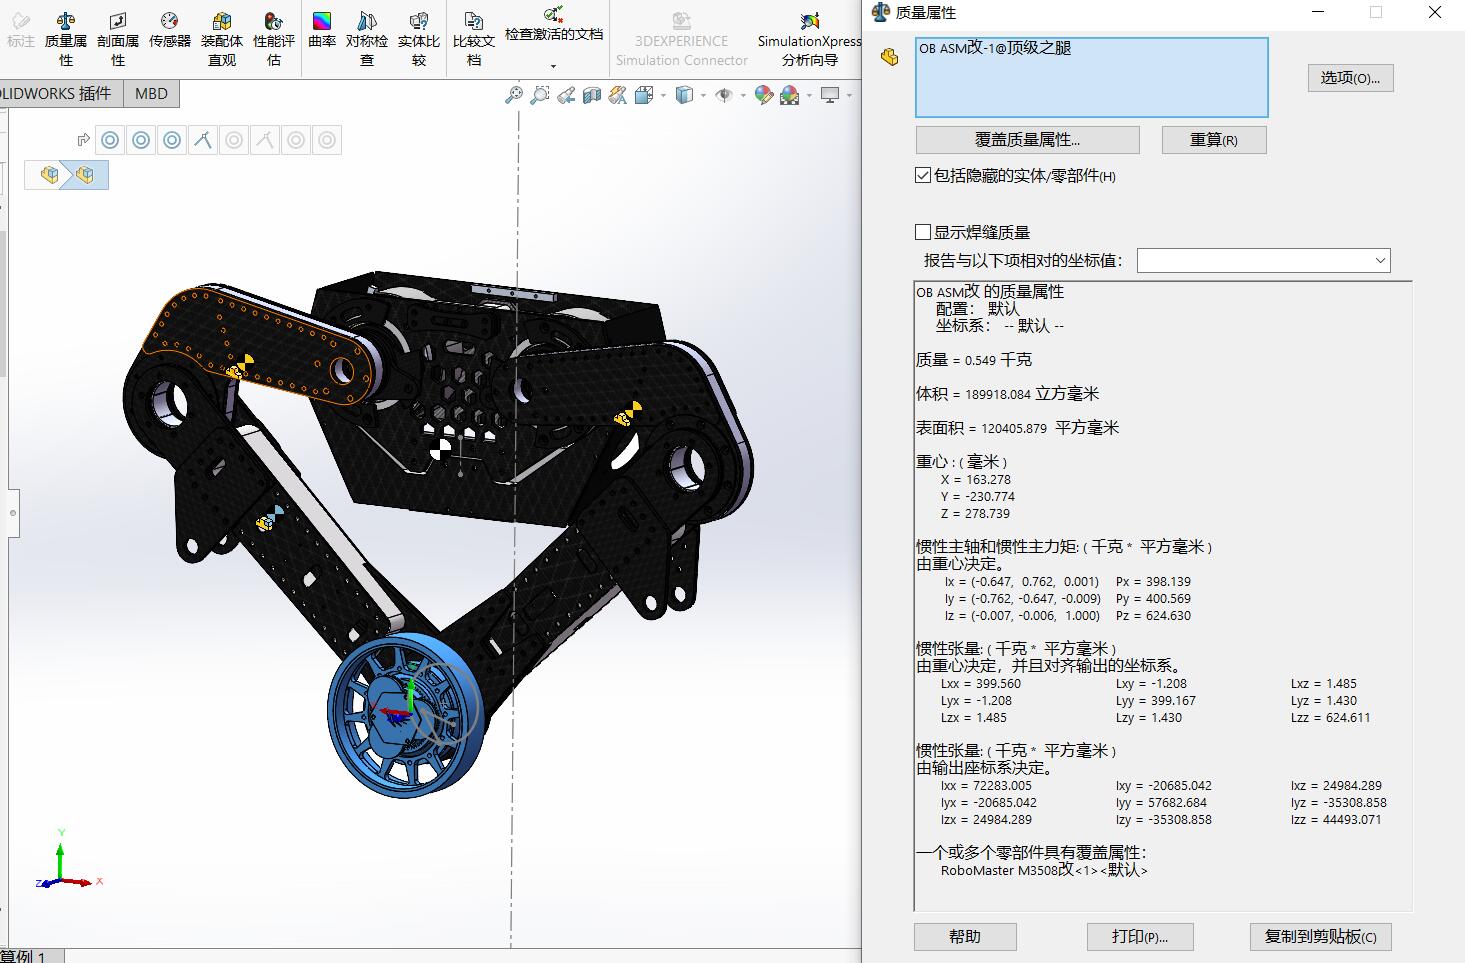 标注
质量属性
剖面属性
传感器
装配体直观
性能评估
曲率
对称检查
实体比较
比较文档
检查激活的文档
3DEXPERIENCE
Simulation Connector
SimulationXpress
分析向导
OLIDWORKS 插件
MBD
Y
Z
X
算例 1
质量属性
OB ASM改-1@顶级之腿
选项(O)...
覆盖质量属性...
重算(R)
包括隐藏的实体/零部件(H)
显示焊缝质量
报告与以下项相对的坐标值:
OB ASM改 的质量属性
配置: 默认
坐标系: -- 默认 --
质量 = 0.549 千克
体积 = 189918.084 立方毫米
表面积 = 120405.879 平方毫米
重心 : ( 毫米 )
X = 163.278
Y = -230.774
Z = 278.739
惯性主轴和惯性主力矩: ( 千克 * 平方毫米 )
由重心决定。
Ix = (-0.647, 0.762, 0.001) Px = 398.139
Iy = (-0.762, -0.647, -0.009) Py = 400.569
Iz = (-0.007, -0.006, 1.000) Pz = 624.630
惯性张量: ( 千克 * 平方毫米 )
由重心决定，并且对齐输出的坐标系。
Lxx = 399.560 Lxy = -1.208 Lxz = 1.485
Lyx = -1.208 Lyy = 399.167 Lyz = 1.430
Lzx = 1.485 Lzy = 1.430 Lzz = 624.611
惯性张量: ( 千克 * 平方毫米 )
由输出座标系决定。
Ixx = 72283.005 Ixy = -20685.042 Ixz = 24984.289
Iyx = -20685.042 Iyy = 57682.684 Iyz = -35308.858
Izx = 24984.289 Izy = -35308.858 Izz = 44493.071
一个或多个零部件具有覆盖属性:
RoboMaster M3508改<1><默认>
帮助
打印(P)...
复制到剪贴板(C)